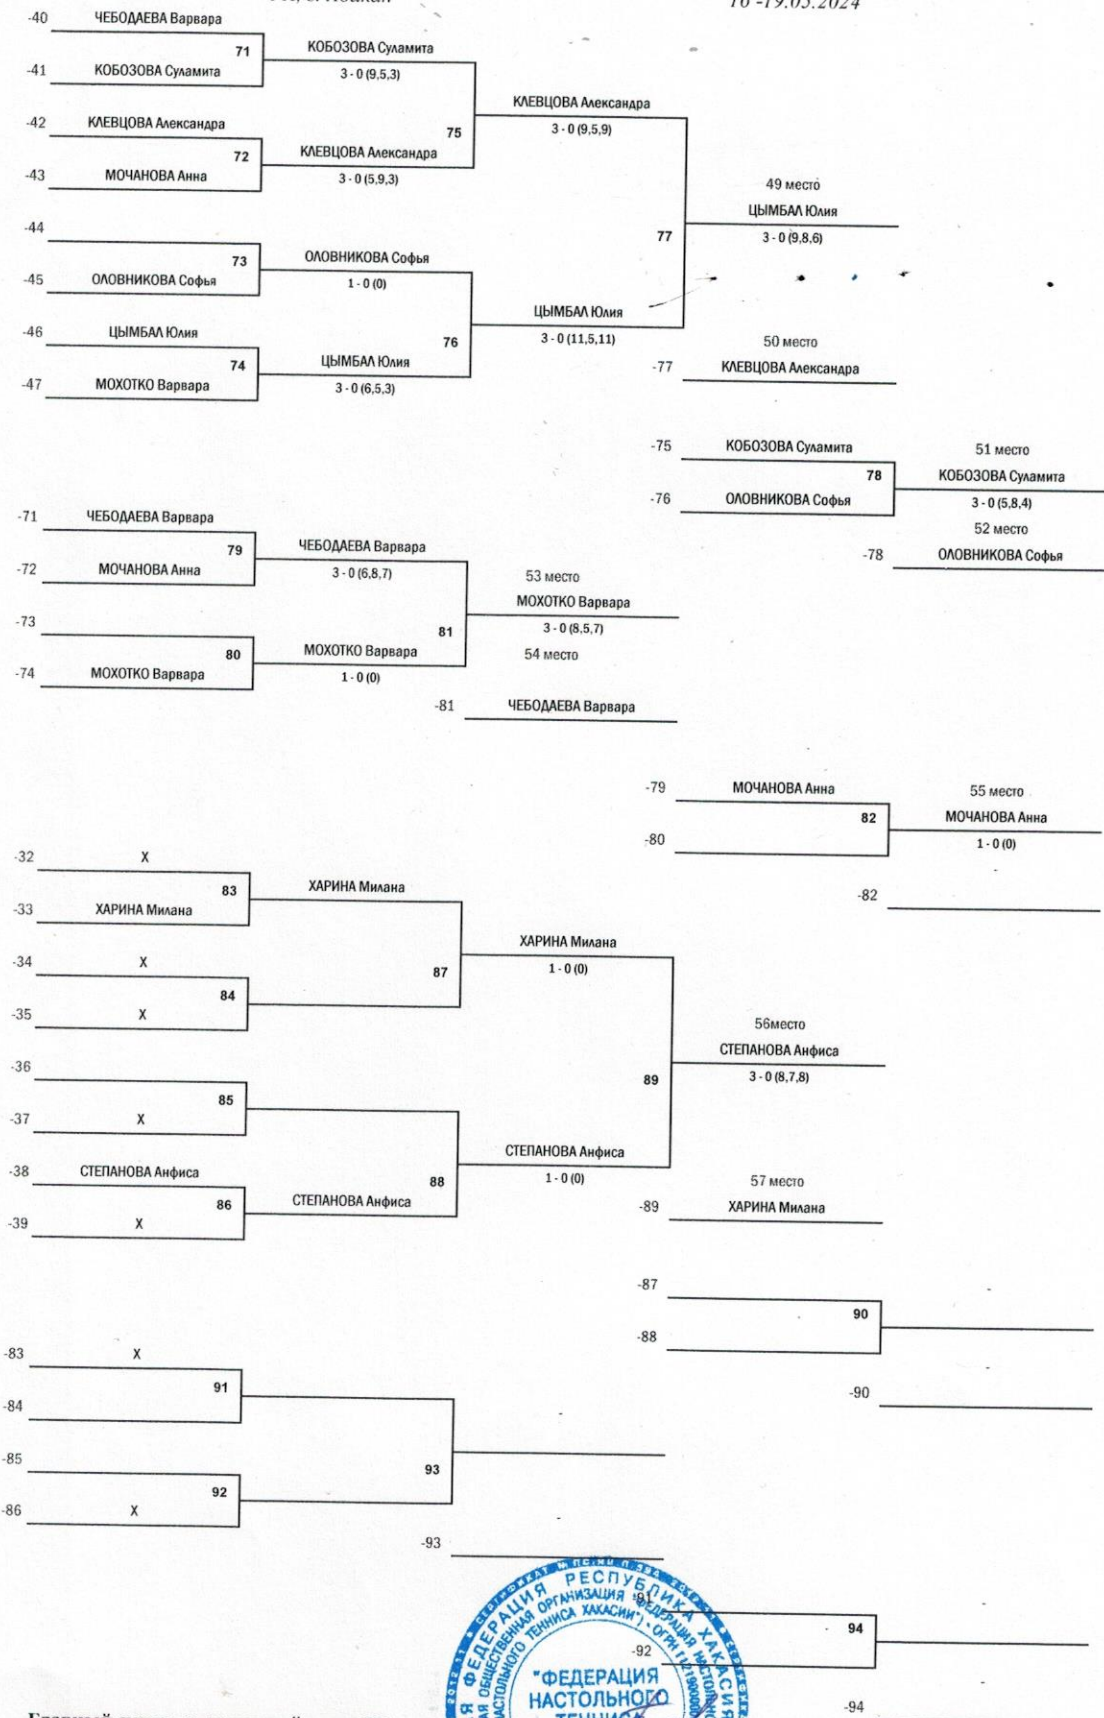 16 -19.05.2024
-40 ЧЕБОДАЕВА Варвара
71
-41 КОБОЗОВА Суламита
КОБОЗОВА Суламита
3 - 0 (9,5,3)
-42 КЛЕВЦОВА Александра
72
-43 МОЧАНОВА Анна
КЛЕВЦОВА Александра
3 - 0 (5,9,3)
75
КЛЕВЦОВА Александра
3 - 0 (9,5,9)
-44
73
-45 ОЛОВНИКОВА Софья
ОЛОВНИКОВА Софья
1 - 0 (0)
-46 ЦЫМБАЛ Юлия
74
-47 МОХОТКО Варвара
ЦЫМБАЛ Юлия
3 - 0 (6,5,3)
76
ЦЫМБАЛ Юлия
3 - 0 (11,5,11)
77
49 место
ЦЫМБАЛ Юлия
3 - 0 (9,8,6)
50 место
-77 КЛЕВЦОВА Александра
-75 КОБОЗОВА Суламита
78
-76 ОЛОВНИКОВА Софья
51 место
КОБОЗОВА Суламита
3 - 0 (5,8,4)
52 место
-78 ОЛОВНИКОВА Софья
-71 ЧЕБОДАЕВА Варвара
79
-72 МОЧАНОВА Анна
ЧЕБОДАЕВА Варвара
3 - 0 (6,8,7)
-73
80
-74 МОХОТКО Варвара
МОХОТКО Варвара
1 - 0 (0)
81
53 место
МОХОТКО Варвара
3 - 0 (8,5,7)
54 место
-81 ЧЕБОДАЕВА Варвара
-79 МОЧАНОВА Анна
82
-80
55 место
МОЧАНОВА Анна
1 - 0 (0)
-82
-32 X
83
-33 ХАРИНА Милана
ХАРИНА Милана
-34 X
84
-35 X
87
ХАРИНА Милана
1 - 0 (0)
-36
85
-37 X
-38 СТЕПАНОВА Анфиса
86
-39 X
СТЕПАНОВА Анфиса
88
СТЕПАНОВА Анфиса
1 - 0 (0)
89
56место
СТЕПАНОВА Анфиса
3 - 0 (8,7,8)
57 место
-89 ХАРИНА Милана
-87
90
-88
-90
-83 X
91
-84
-85
92
-86 X
93
-93
-91
94
-92
-94
"ФЕДЕРАЦИЯ
НАСТОЛЬНОГО
ТЕННИСА